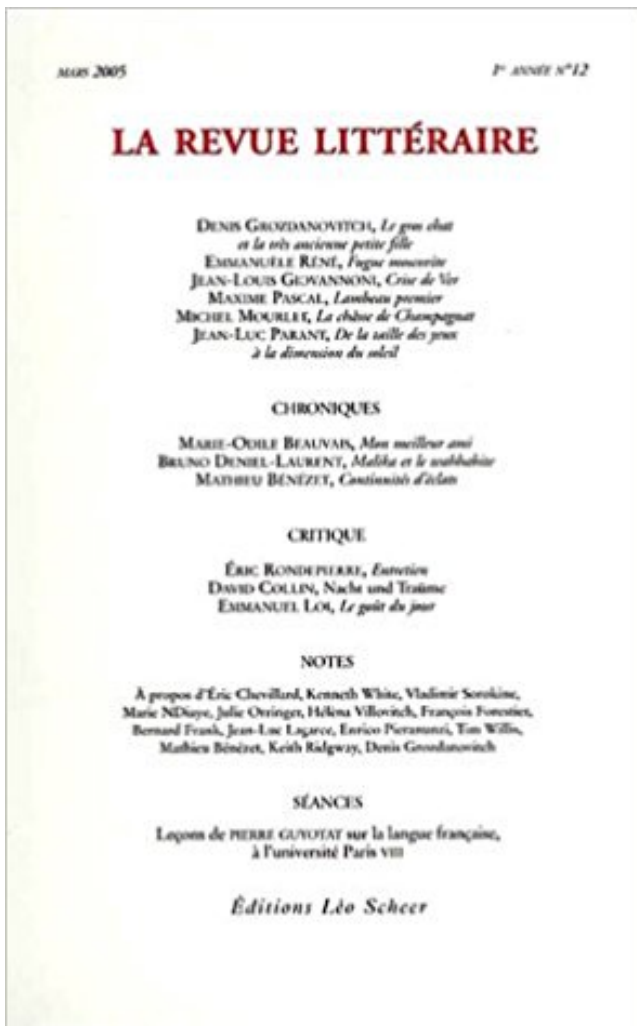 MARS 2005
1re ANNÉE N°12
LA REVUE LITTÉRAIRE
DENIS GROZDANOVITCH, Le gros chat
et la très ancienne petite fille
EMMANUÈLE RÉNÉ, Fugue moscovite
JEAN-LOUIS GIOVANNONI, Crise de Ver
MAXIME PASCAL, Lambeau premier
MICHEL MOURLET, La châsse de Champagnat
JEAN-LUC PARANT, De la taille des yeux
à la dimension du soleil
CHRONIQUES
MARIE-ODILE BEAUVAIS, Mon meilleur ami
BRUNO DENIEL-LAURENT, Malika et le wahhabite
MATHIEU BÉNÉZET, Continuités d'éclats
CRITIQUE
ÉRIC RONDEPIERRE, Entretien
DAVID COLLIN, Nacht und Traüme
EMMANUEL LOI, Le goût du jour
NOTES
À propos d'Éric Chevillard, Kenneth White, Vladimir Sorokine,
Marie NDiaye, Julie Orringer, Héléna Villovitch, François Forestier,
Bernard Frank, Jean-Luc Lagarce, Enrico Pieranunzi, Tom Willis,
Mathieu Bénézet, Keith Ridgway, Denis Grozdanovitch
SÉANCES
Leçons de PIERRE GUYOTAT sur la langue française,
à l'université Paris VIII
Éditions Léo Scheer